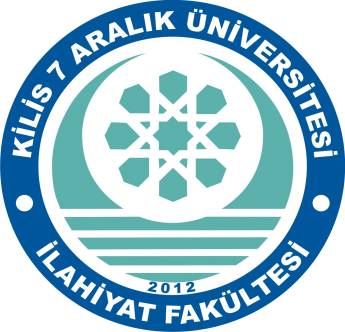 KİLİS 7 ARALIK ÜNİVERSİTESİ
2012
İLAHİYAT FAKÜLTESİ